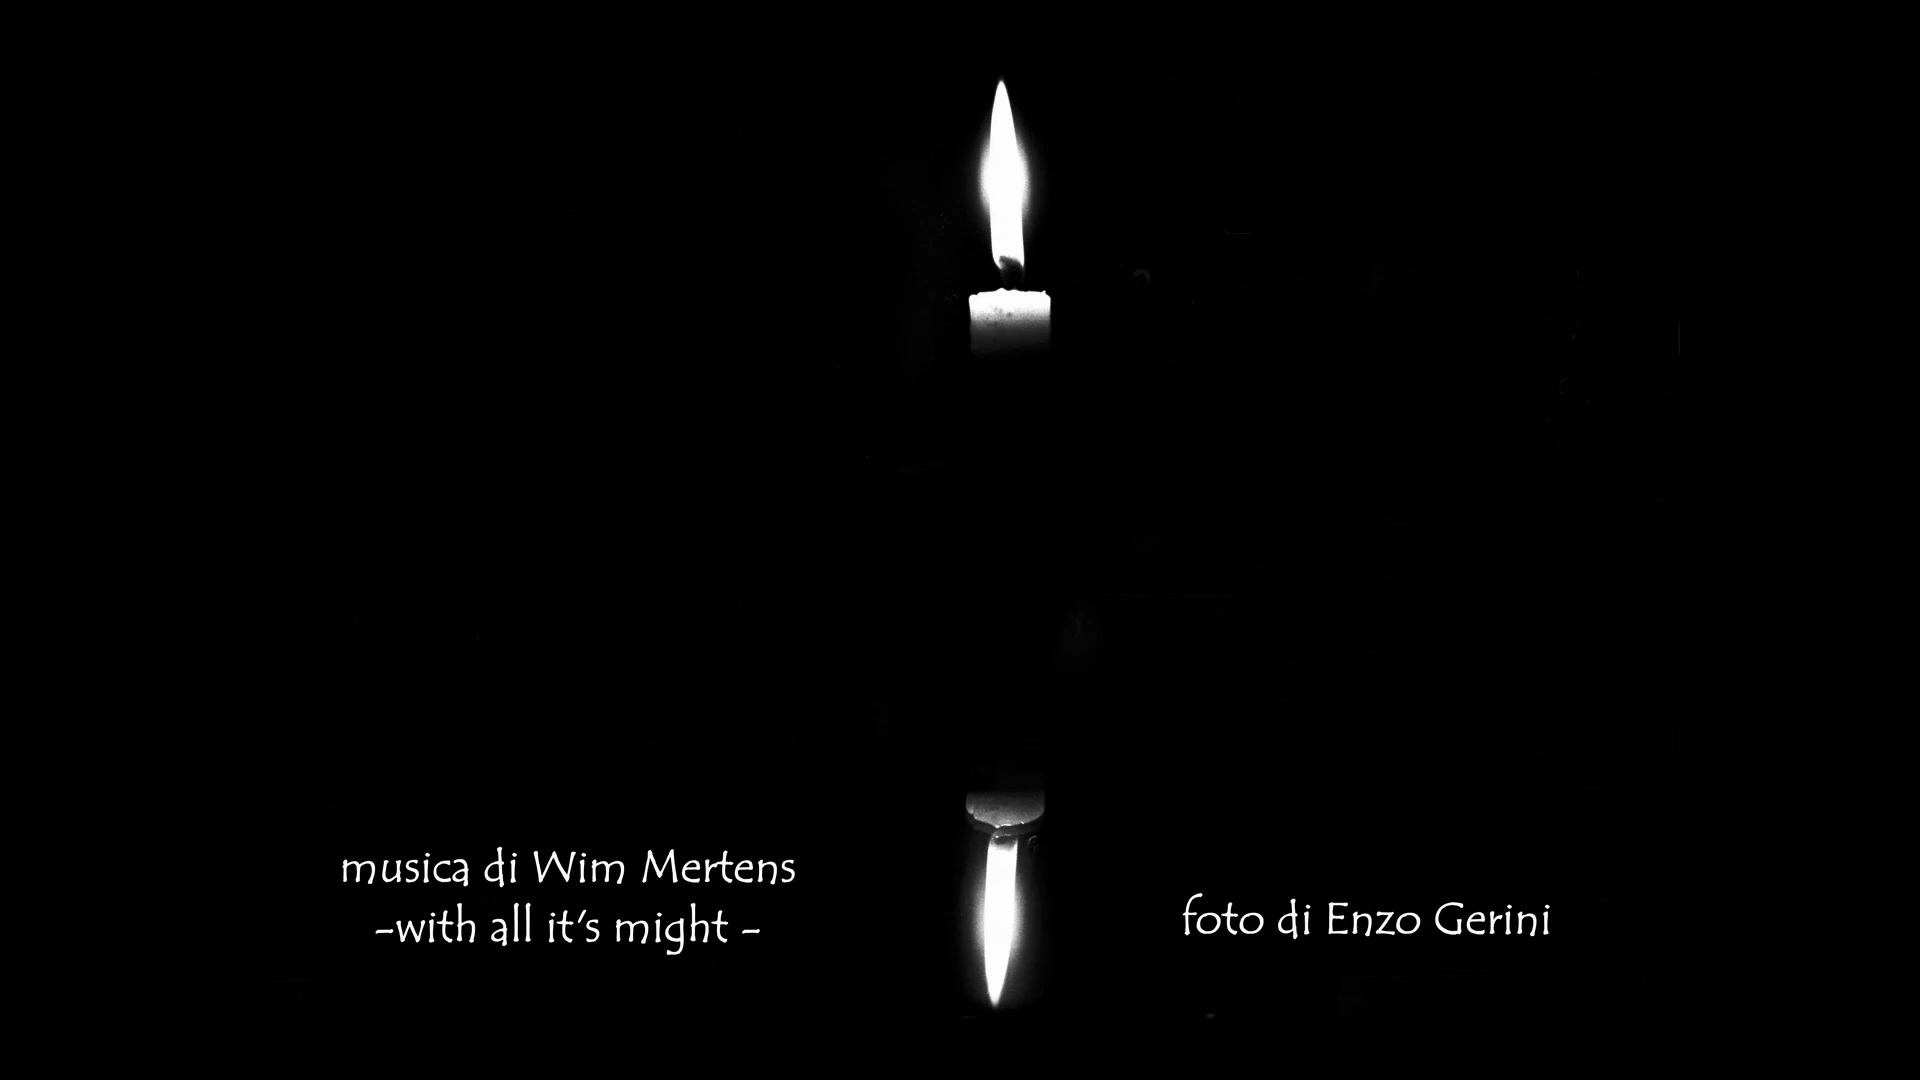 musica di Wim Mertens
-with all it's might -
foto di Enzo Gerini